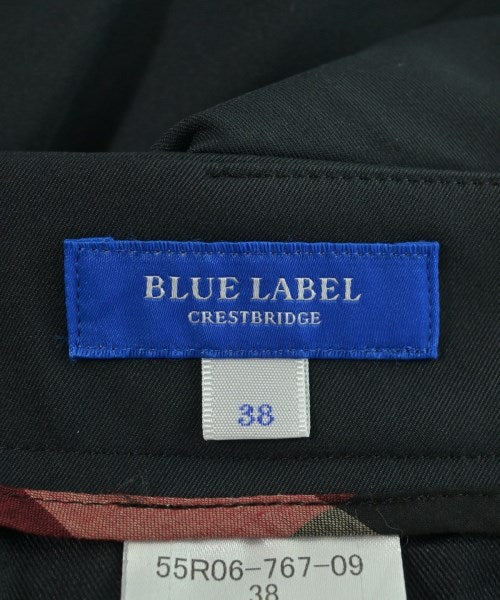 BLUE LABEL
CRESTBRIDGE
38
55R06-767-09
38